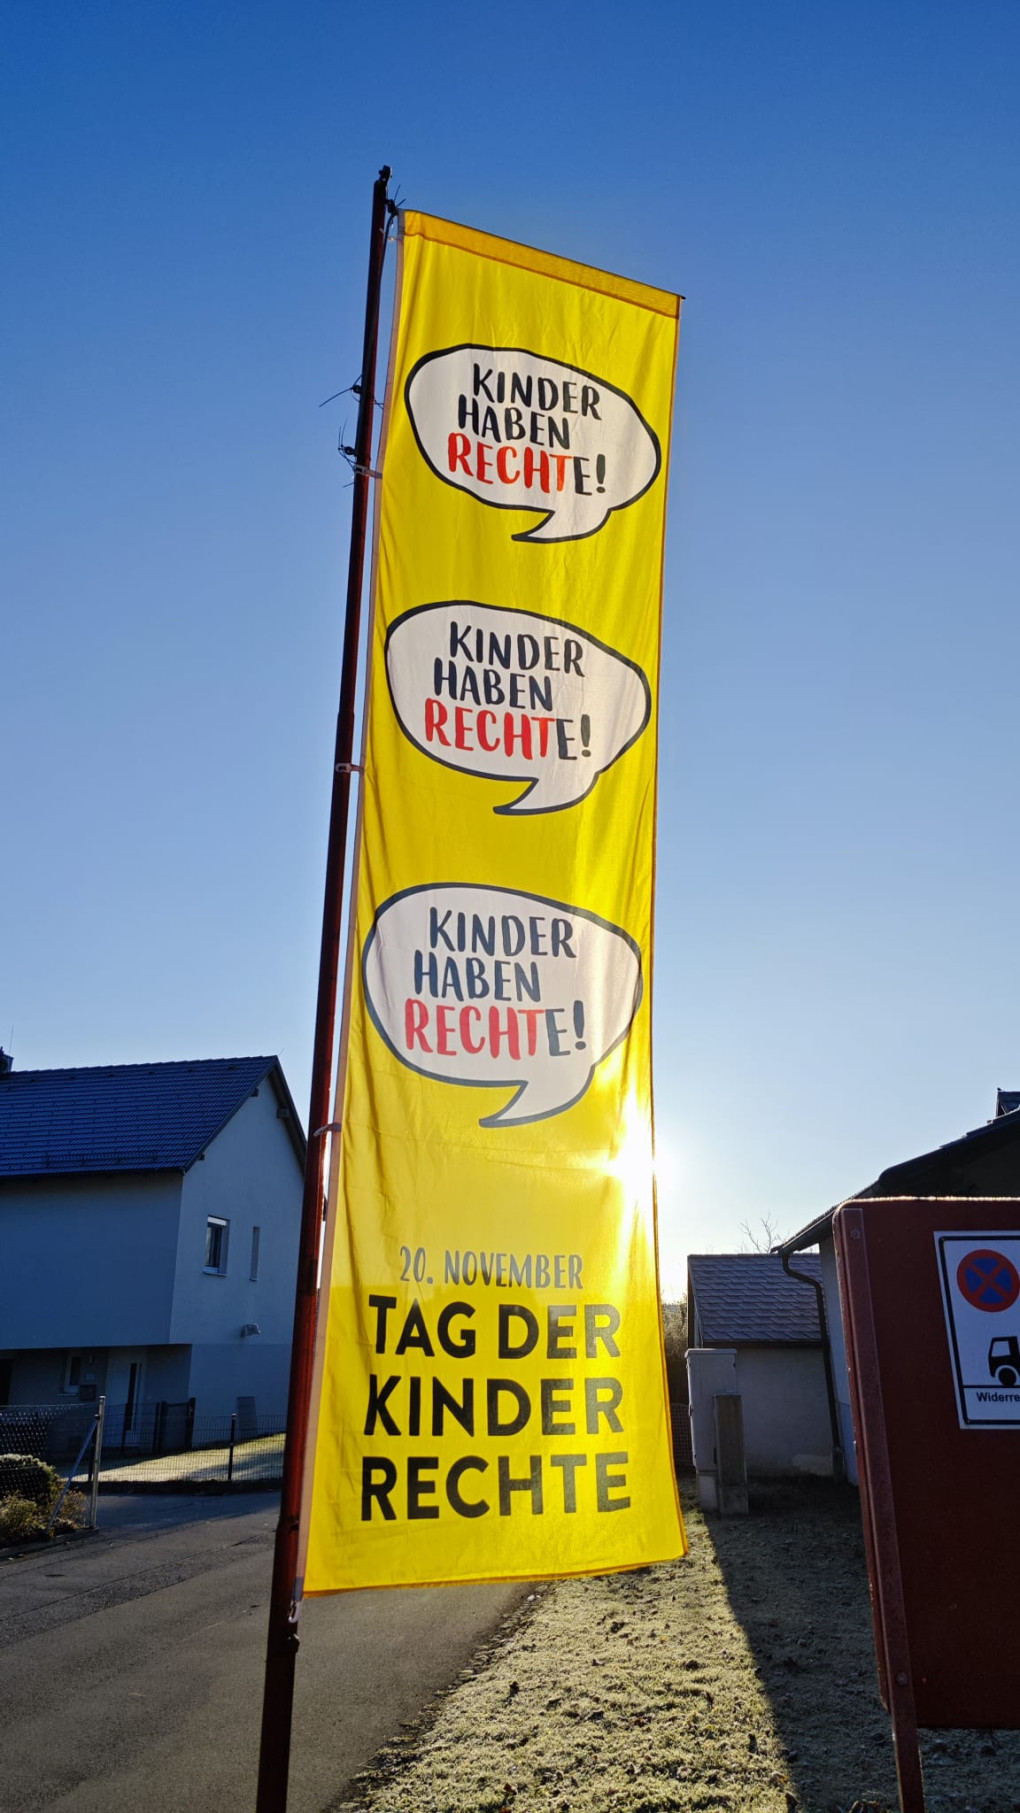 KINDER
HABEN
RECHTE!
KINDER
HABEN
RECHTE!
KINDER
HABEN
RECHTE!
20. NOVEMBER
TAG DER
KINDER
RECHTE